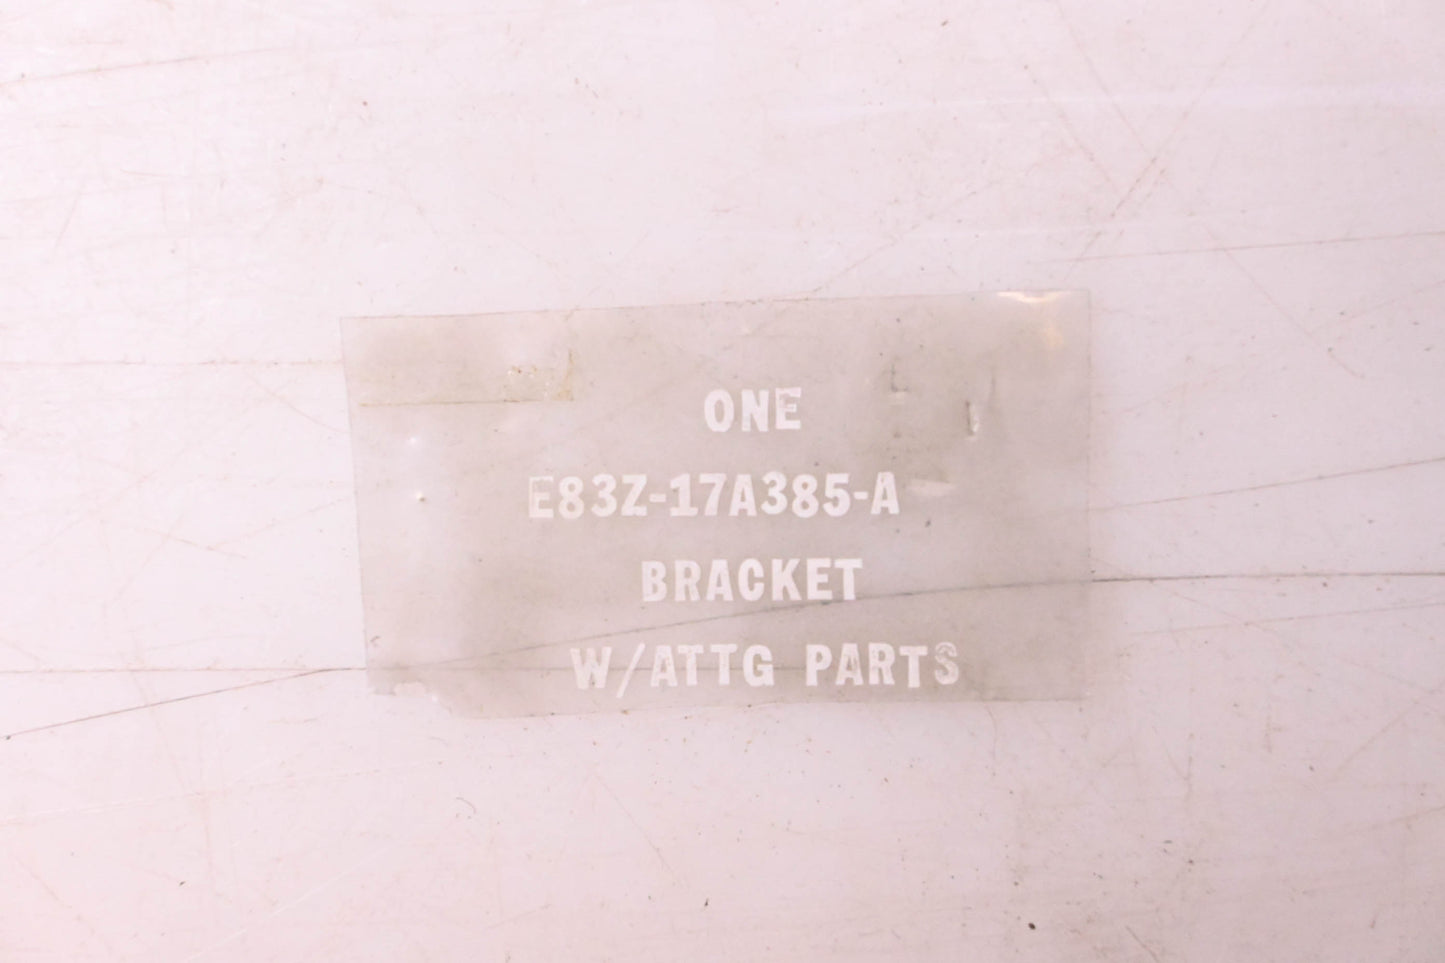 ONE
E83Z-17A385-A
BRACKET
W/ATTG PARTS